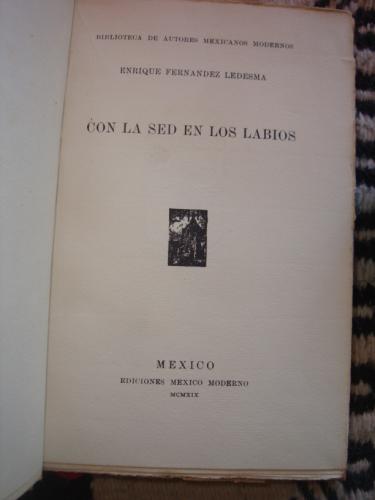 BIBLIOTECA DE AUTORES MEXICANOS MODERNOS
ENRIQUE FERNANDEZ LEDESMA
CON LA SED EN LOS LABIOS
MEXICO
EDICIONES MEXICO MODERNO
MCMXIX